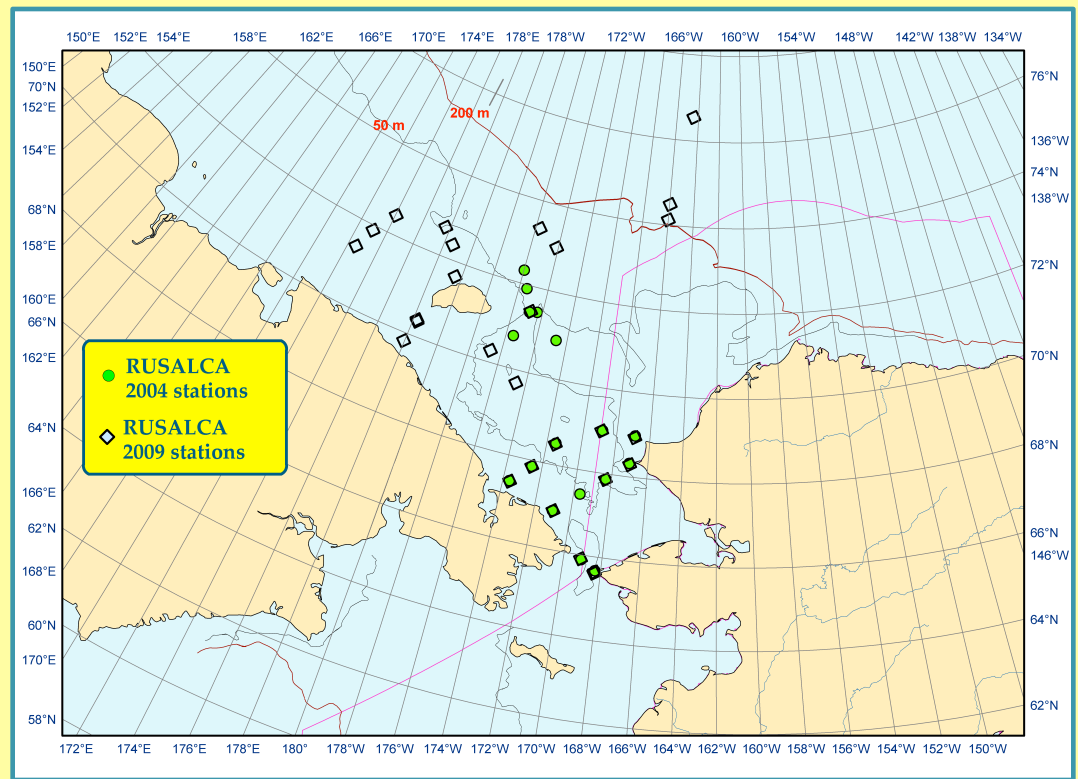 150°E 152°E 154°E 158°E 162°E 166°E 170°E 174°E 178°E 178°W 172°W 166°W 160°W 154°W 148°W 142°W 138°W 134°W
150°E
70°N
152°E
154°E
68°N
158°E
160°E
66°N
162°E
64°N
166°E
62°N
168°E
60°N
170°E
58°N
50 m
200 m
RUSALCA
2004 stations
RUSALCA
2009 stations
76°N
136°W
74°N
138°W
72°N
70°N
68°N
66°N
146°W
64°N
62°N
172°E 174°E 176°E 178°E 180° 178°W 176°W 174°W 172°W 170°W 168°W 166°W 164°W 162°W 160°W 156°W 154°W 152°W 150°W